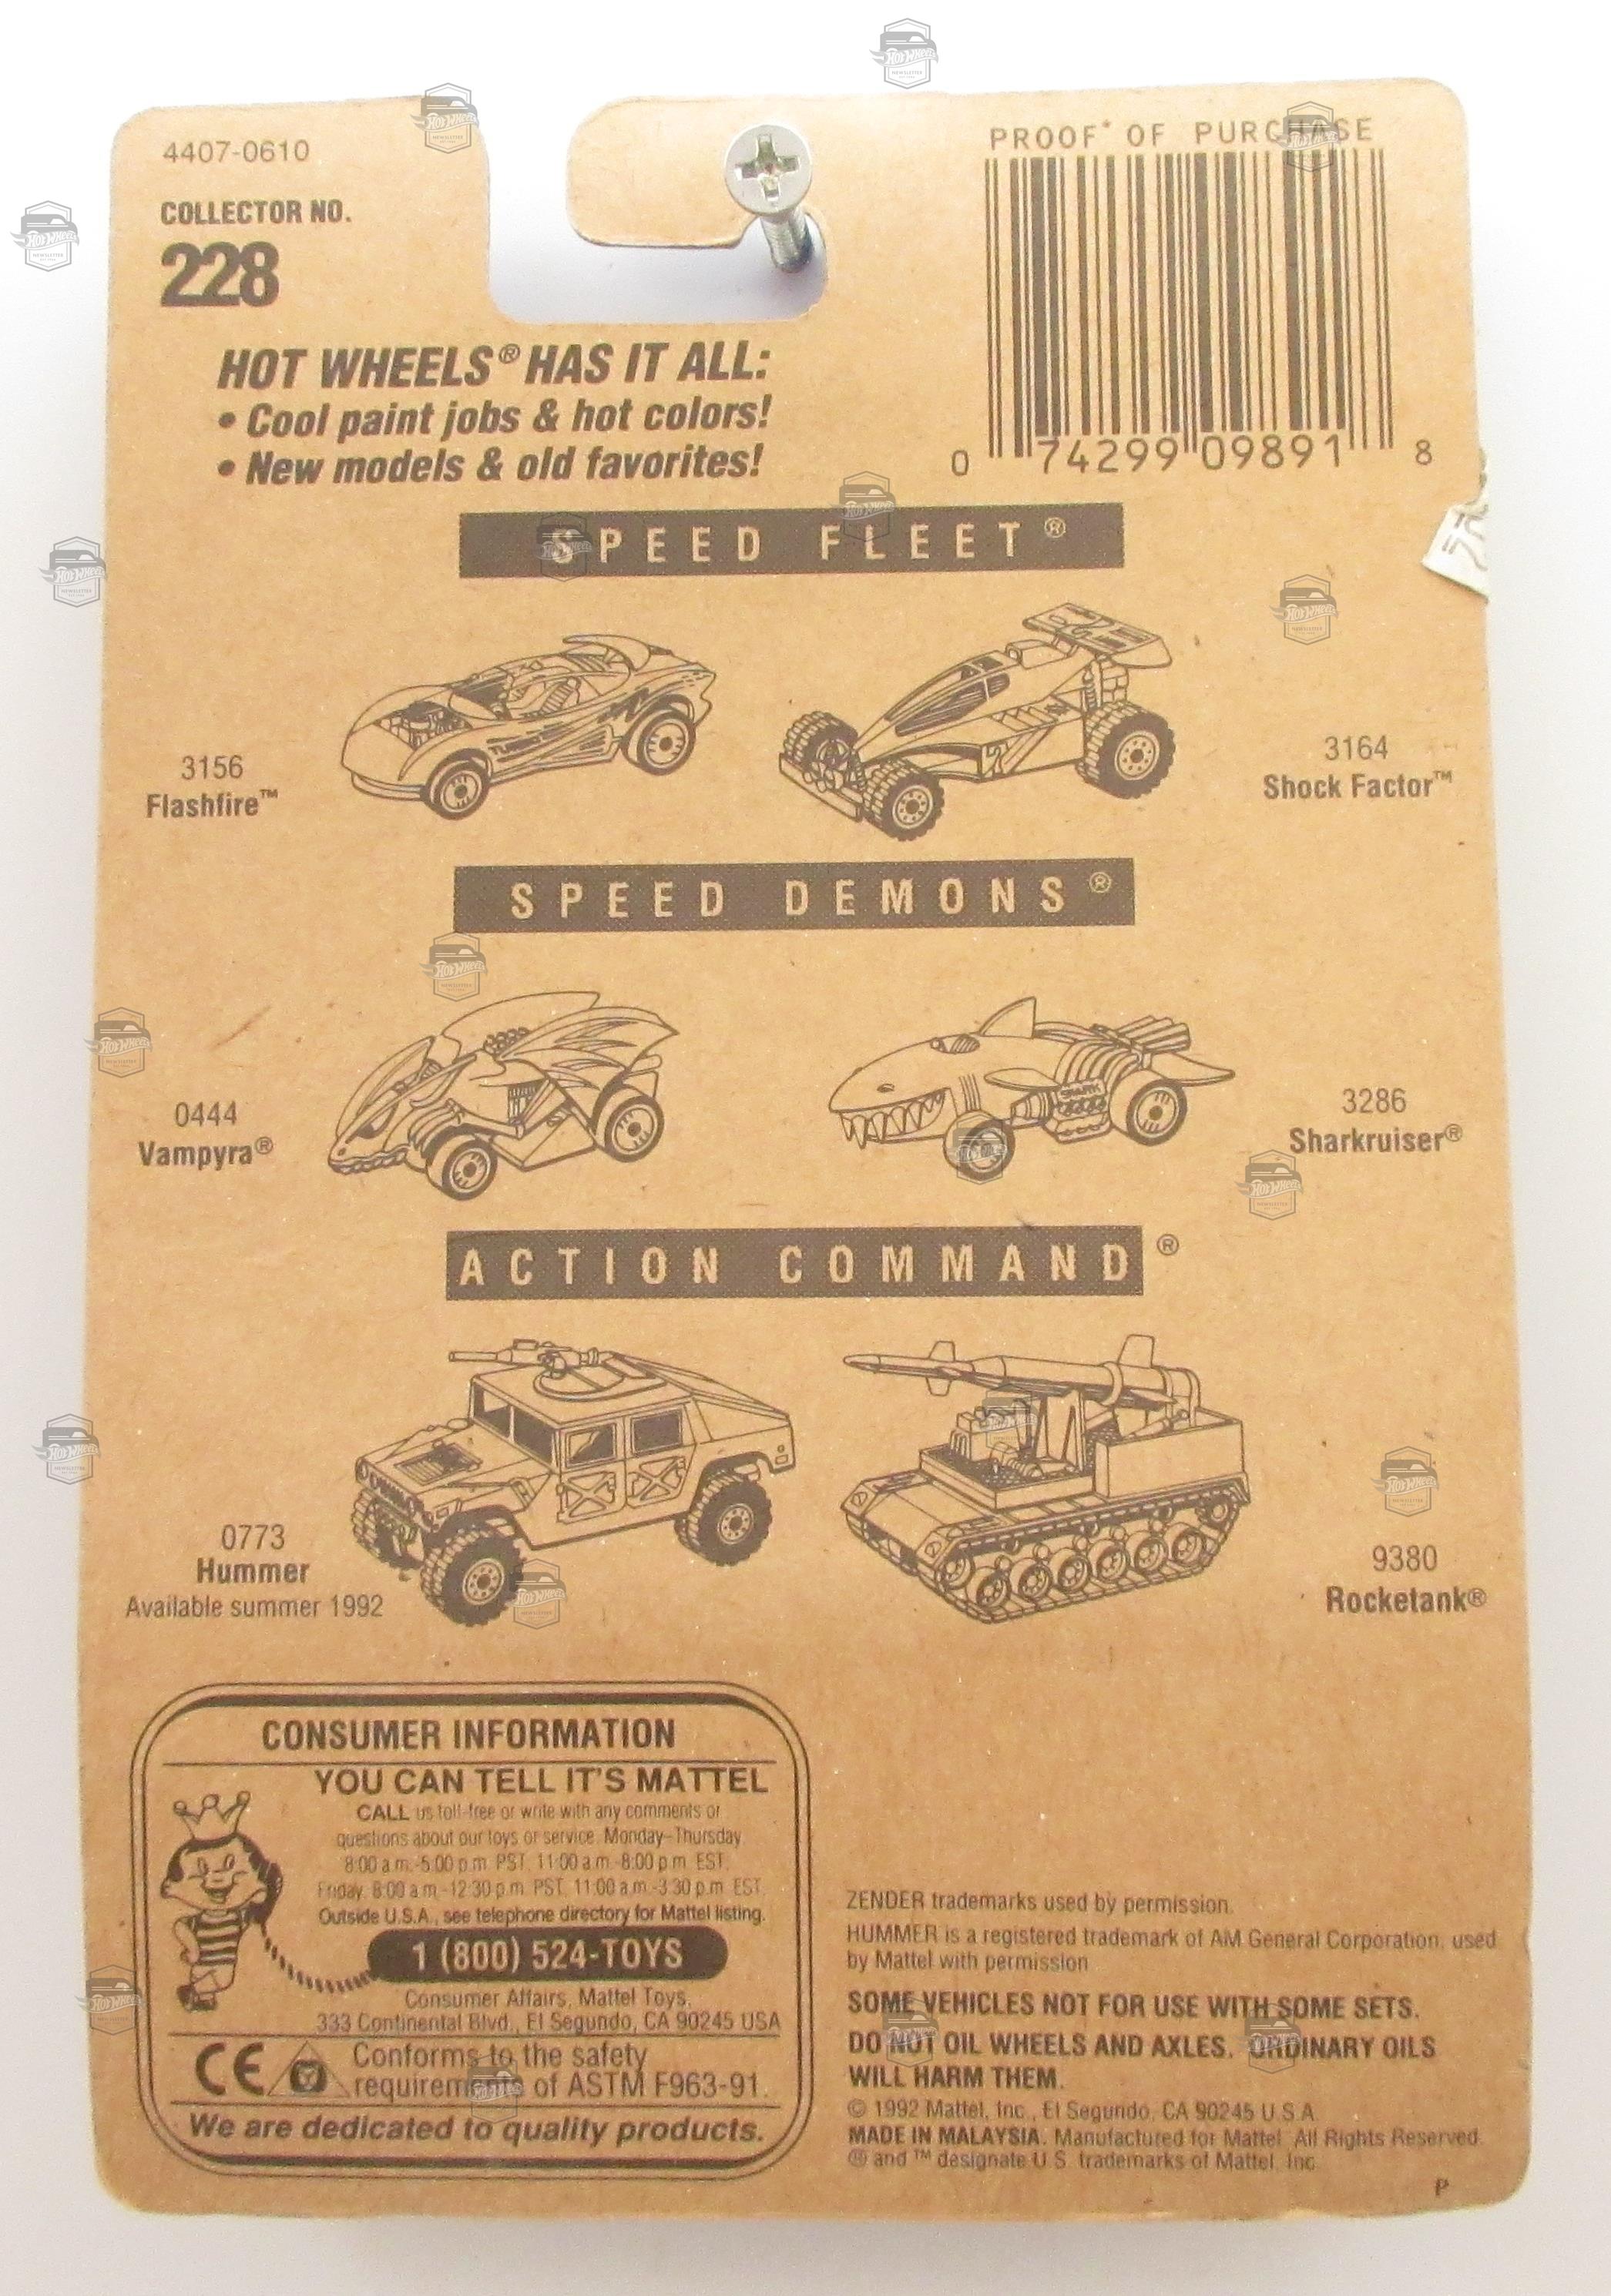 4407-0610
COLLECTOR NO.
228
PROOF* OF PURCHASE
0 74299 09891 8
HOT WHEELS® HAS IT ALL:
• Cool paint jobs & hot colors!
• New models & old favorites!
SPEED FLEET®
3156
Flashfire™
3164
Shock Factor™
SPEED DEMONS®
0444
Vampyra®
3286
Sharkruiser®
ACTION COMMAND®
0773
Hummer
Available summer 1992
9380
Rocketank®
CONSUMER INFORMATION
YOU CAN TELL IT'S MATTEL
CALL us toll-free or write with any comments or
questions about our toys or service. Monday–Thursday
8:00 a.m.-5:00 p.m. PST, 11:00 a.m.-8:00 p.m. EST,
Friday, 8:00 a.m.-12:30 p.m. PST, 11:00 a.m.-3:30 p.m. EST.
Outside U.S.A., see telephone directory for Mattel listing.
1 (800) 524-TOYS
Consumer Affairs, Mattel Toys,
333 Continental Blvd., El Segundo, CA 90245 USA
CE Conforms to the safety
requirements of ASTM F963-91.
We are dedicated to quality products.
ZENDER trademarks used by permission.
HUMMER is a registered trademark of AM General Corporation, used
by Mattel with permission
SOME VEHICLES NOT FOR USE WITH SOME SETS.
DO NOT OIL WHEELS AND AXLES. ORDINARY OILS
WILL HARM THEM.
© 1992 Mattel, Inc., El Segundo, CA 90245 U.S.A.
MADE IN MALAYSIA. Manufactured for Mattel. All Rights Reserved.
® and ™ designate U.S. trademarks of Mattel, Inc.
P